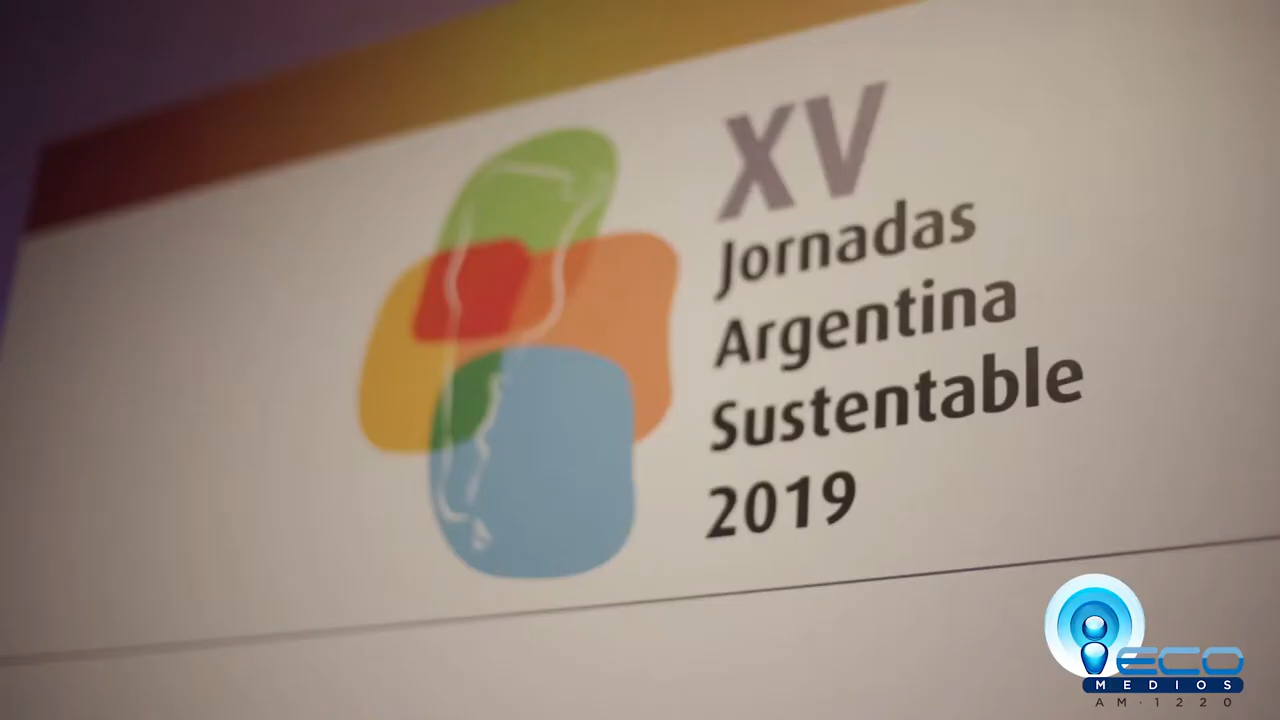 XV
Jornadas
Argentina
Sustentable
2019
ECO
MEDIOS
AM·1220